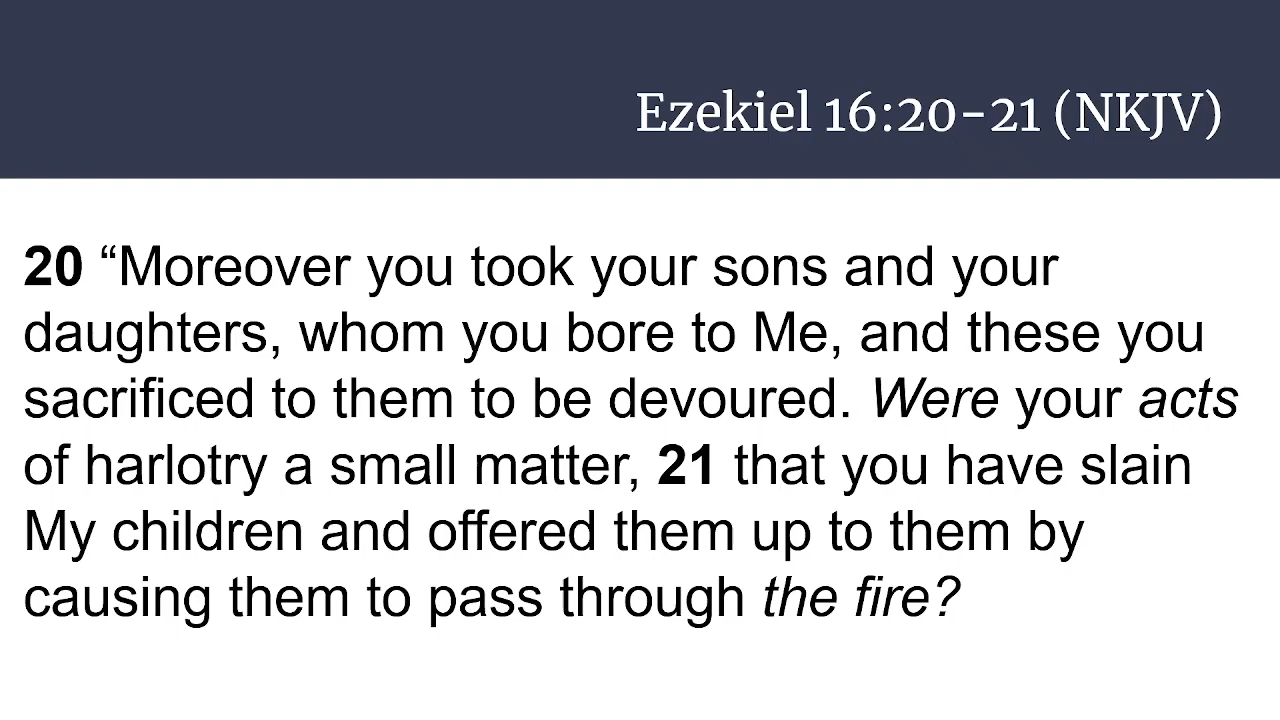 Ezekiel 16:20-21 (NKJV)
20 “Moreover you took your sons and your
daughters, whom you bore to Me, and these you
sacrificed to them to be devoured. Were your acts
of harlotry a small matter, 21 that you have slain
My children and offered them up to them by
causing them to pass through the fire?